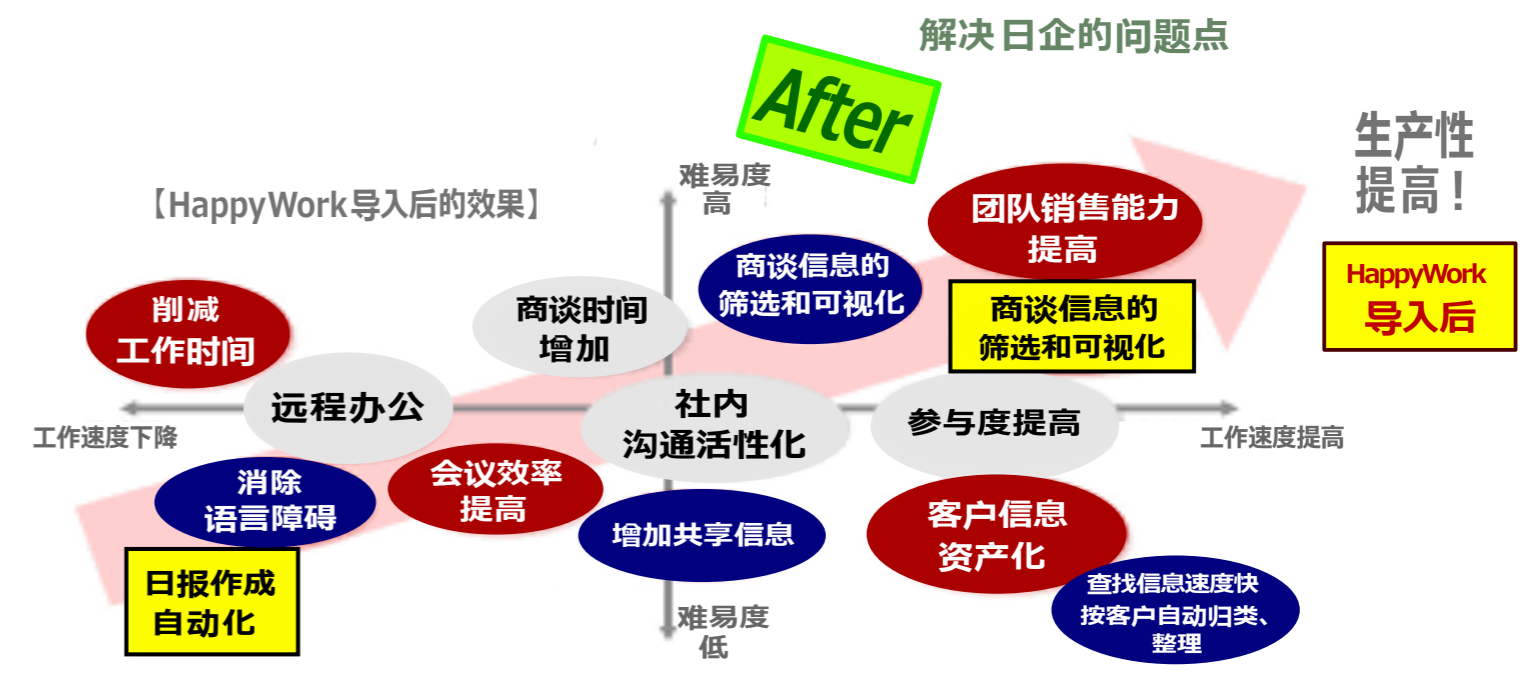 解决日企的问题点
After
生产性
提高！
【HappyWork导入后的效果】
难易度
高
团队销售能力
提高
商谈信息的
筛选和可视化
HappyWork
导入后
削减
工作时间
商谈时间
增加
商谈信息的
筛选和可视化
远程办公
社内
沟通活性化
参与度提高
工作速度下降
工作速度提高
消除
语言障碍
会议效率
提高
增加共享信息
客户信息
资产化
日报作成
自动化
查找信息速度快
按客户自动归类、
整理
难易度
低